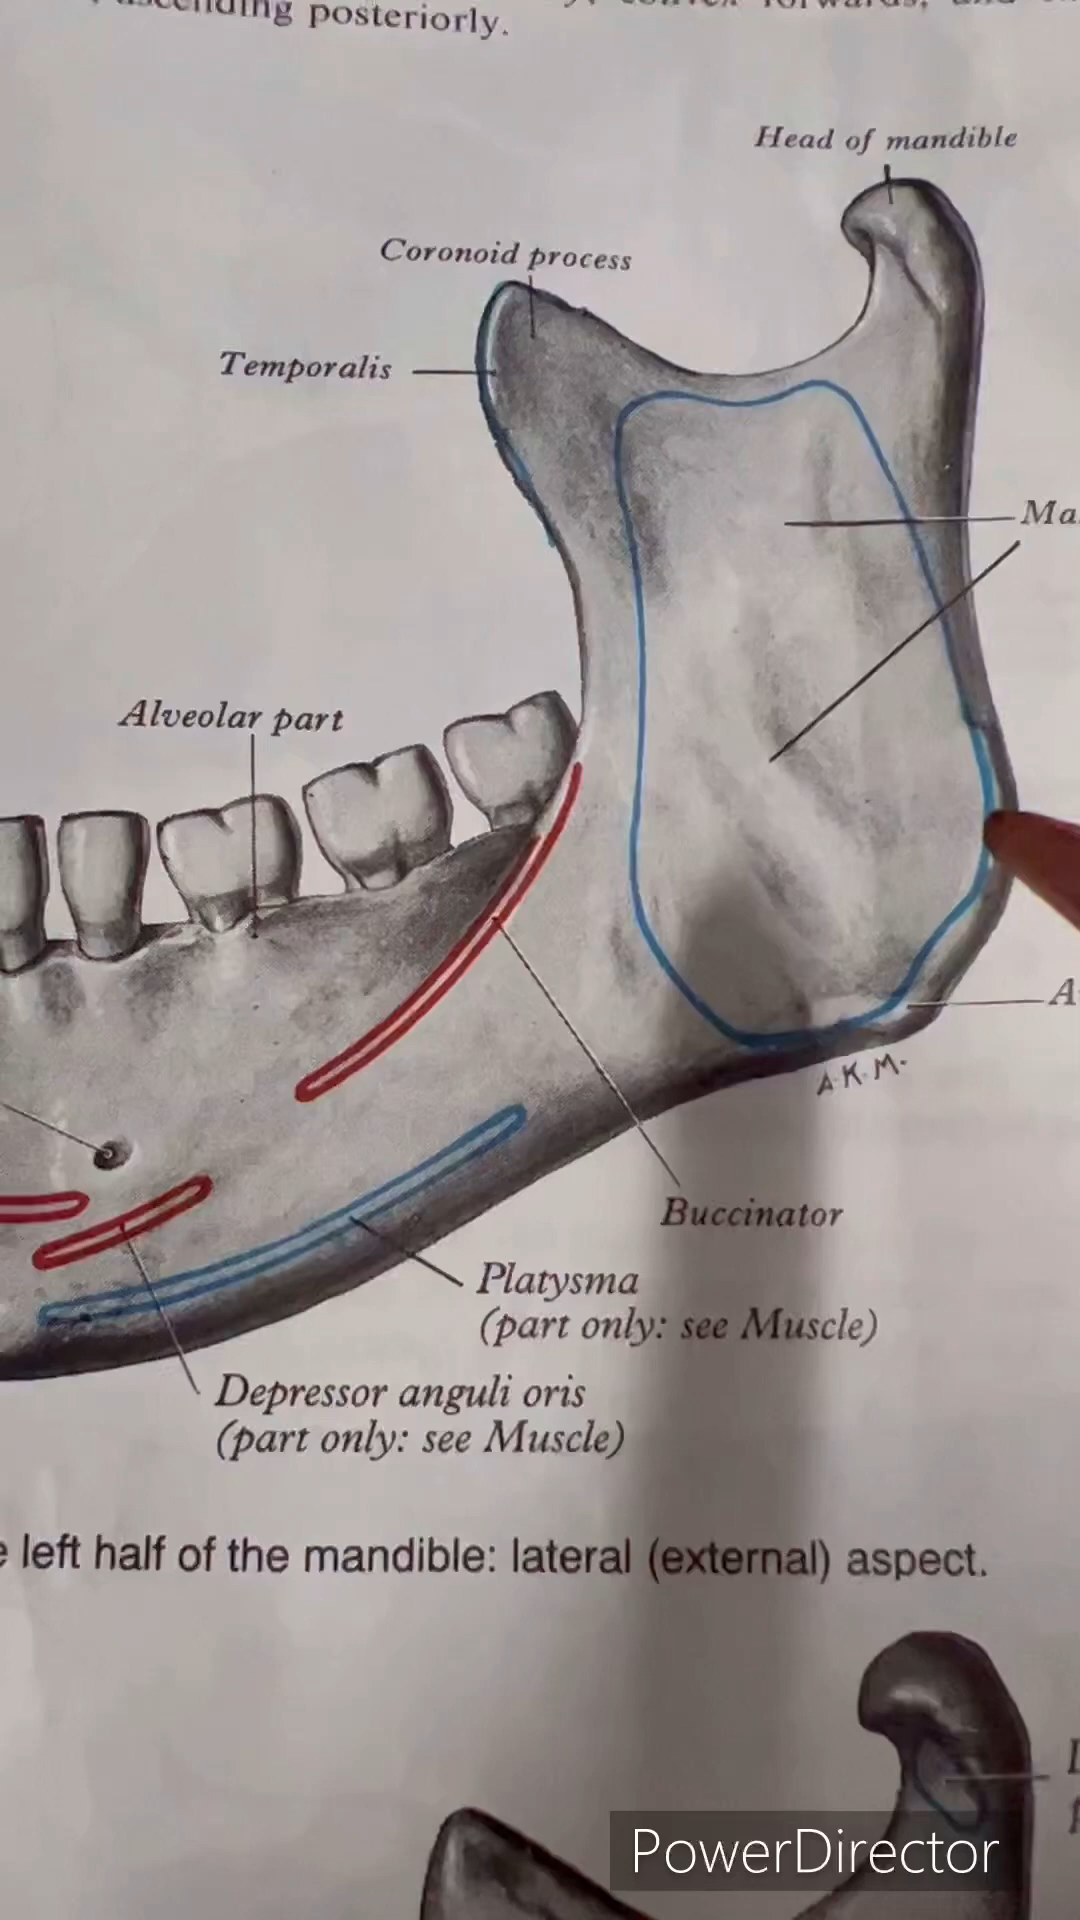 posteriorly.
Head of mandible
Coronoid process
Temporalis
Ma
Alveolar part
A
A.K.M.
Buccinator
Platysma
(part only: see Muscle)
Depressor anguli oris
(part only: see Muscle)
left half of the mandible: lateral (external) aspect.
PowerDirector